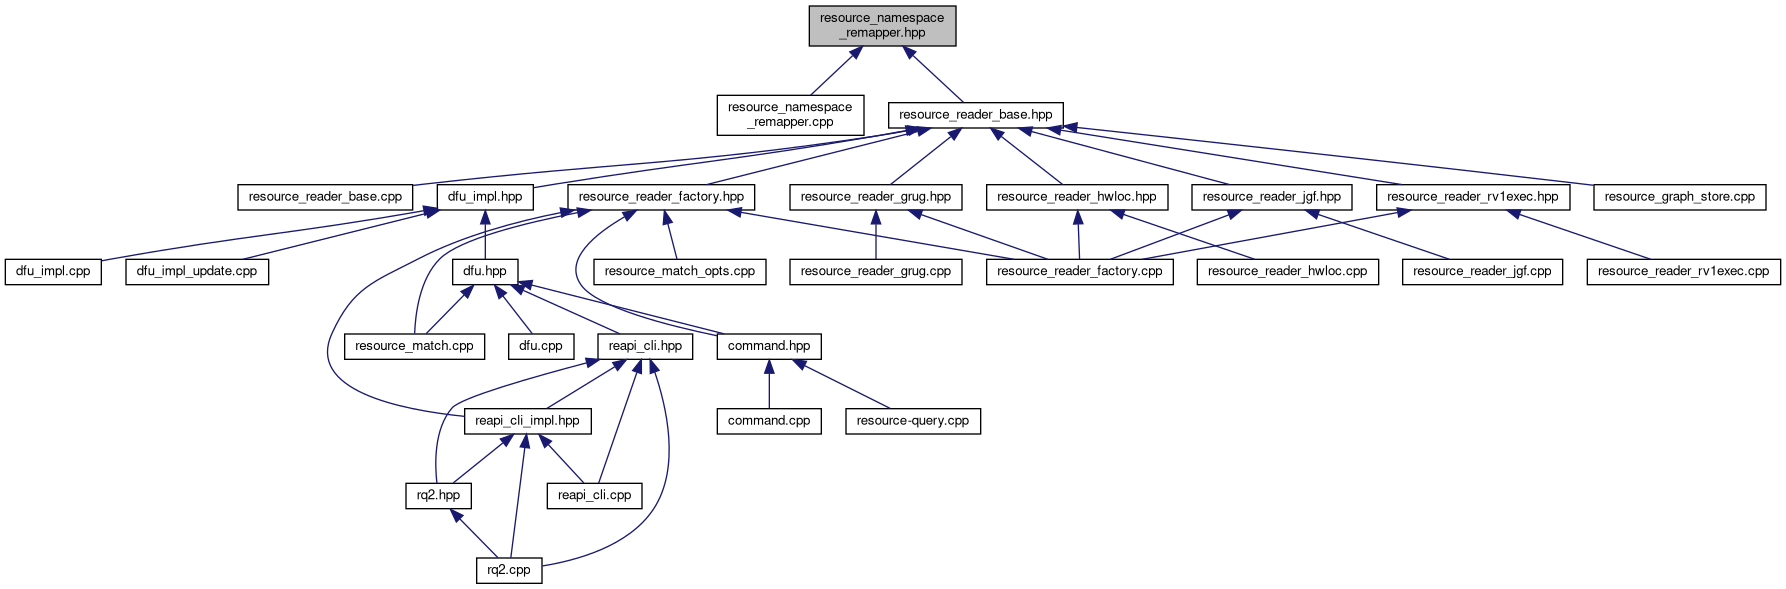 resource_namespace
_remapper.hpp
resource_namespace
_remapper.cpp
resource_reader_base.hpp
resource_reader_base.cpp
dfu_impl.hpp
resource_reader_factory.hpp
resource_reader_grug.hpp
resource_reader_hwloc.hpp
resource_reader_jgf.hpp
resource_reader_rv1exec.hpp
resource_graph_store.cpp
dfu_impl.cpp
dfu_impl_update.cpp
dfu.hpp
resource_match_opts.cpp
resource_reader_grug.cpp
resource_reader_factory.cpp
resource_reader_hwloc.cpp
resource_reader_jgf.cpp
resource_reader_rv1exec.cpp
resource_match.cpp
dfu.cpp
reapi_cli.hpp
command.hpp
reapi_cli_impl.hpp
command.cpp
resource-query.cpp
rq2.hpp
reapi_cli.cpp
rq2.cpp